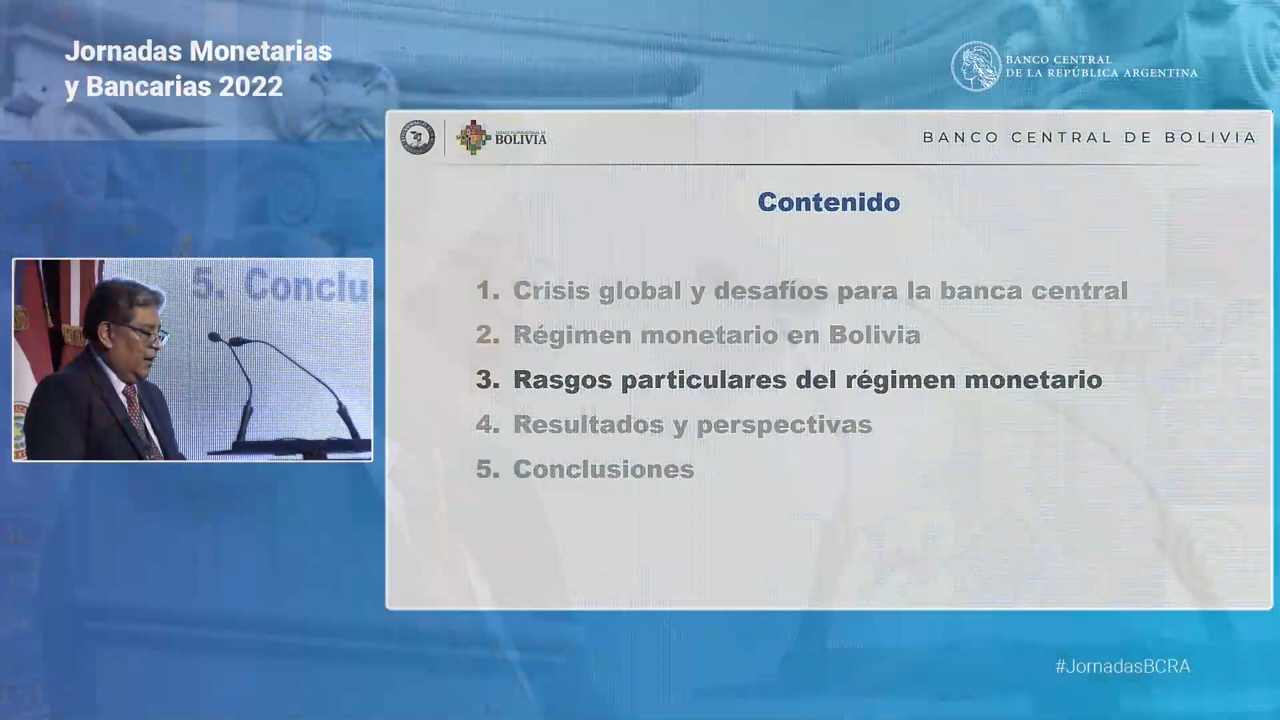 Jornadas Monetarias
y Bancarias 2022
BANCO CENTRAL
DE LA REPÚBLICA ARGENTINA
BOLIVIA
BANCO CENTRAL DE BOLIVIA
Contenido
1. Crisis global y desafíos para la banca central
2. Régimen monetario en Bolivia
3. Rasgos particulares del régimen monetario
4. Resultados y perspectivas
5. Conclusiones
5. Conclu
#JornadasBCRA